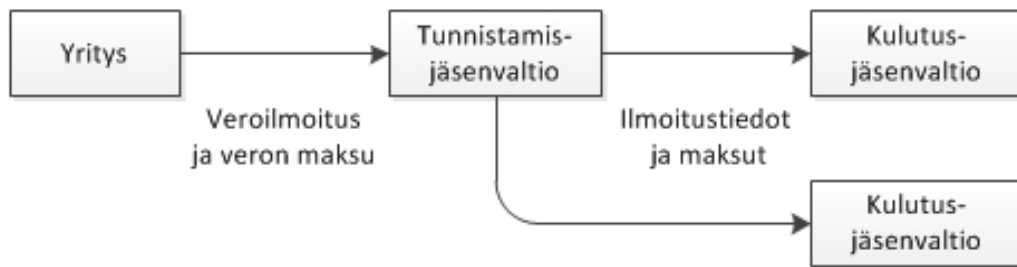 Yritys
Tunnistamis-
jäsenvaltio
Kulutus-
jäsenvaltio
Veroilmoitus
ja veron maksu
Ilmoitustiedot
ja maksut
Kulutus-
jäsenvaltio